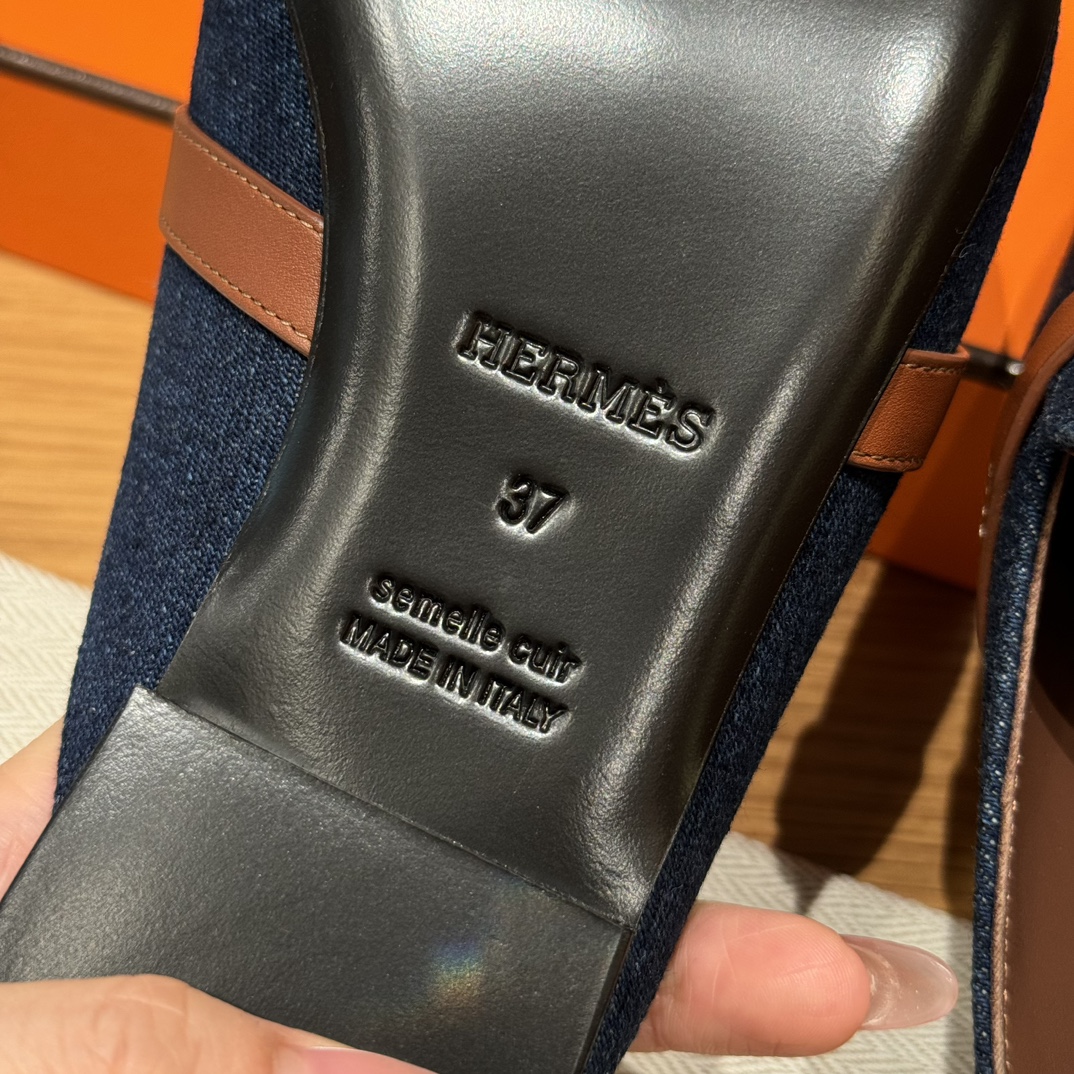 HERMÈS
37
semelle cuir
MADE IN ITALY